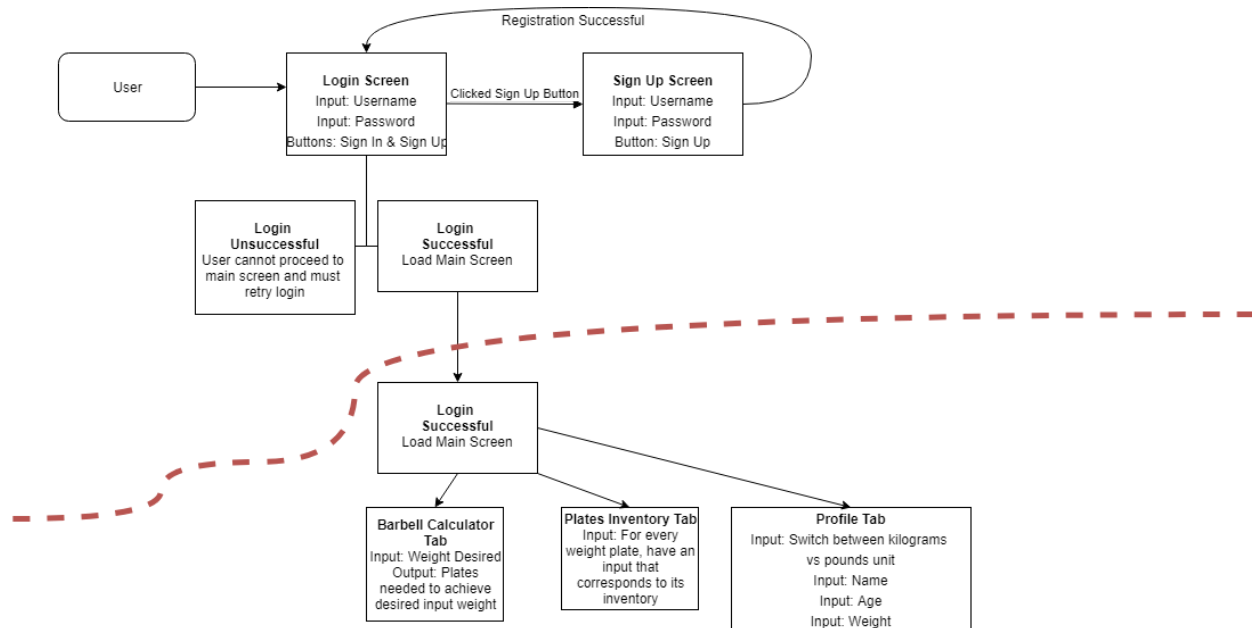 Registration Successful
User
Login Screen
Input: Username
Input: Password
Buttons: Sign In & Sign Up
Clicked Sign Up Button
Sign Up Screen
Input: Username
Input: Password
Button: Sign Up
Login
Unsuccessful
User cannot proceed to
main screen and must
retry login
Login
Successful
Load Main Screen
Login
Successful
Load Main Screen
Barbell Calculator
Tab
Input: Weight Desired
Output: Plates
needed to achieve
desired input weight
Plates Inventory Tab
Input: For every
weight plate, have an
input that
corresponds to its
inventory
Profile Tab
Input: Switch between kilograms
vs pounds unit
Input: Name
Input: Age
Input: Weight